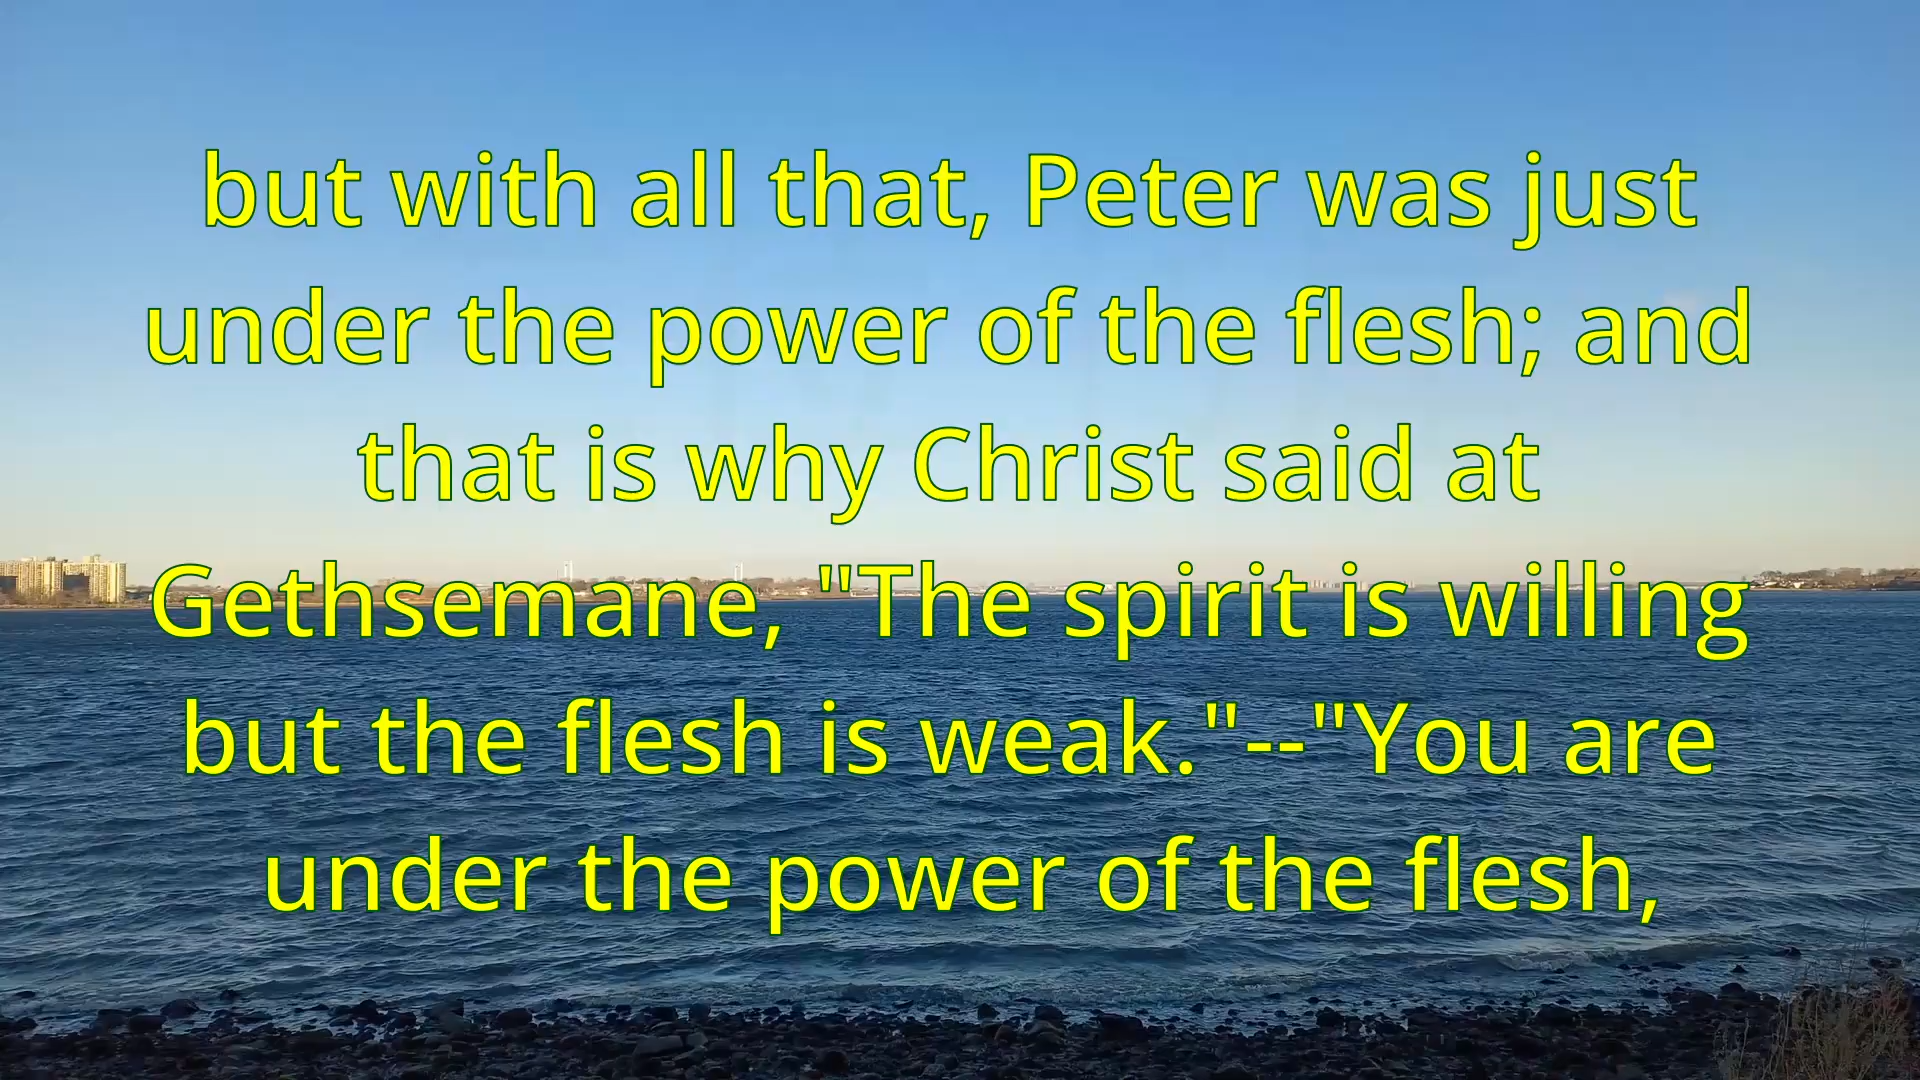 but with all that, Peter was just
under the power of the flesh; and
that is why Christ said at
Gethsemane, "The spirit is willing
but the flesh is weak."--"You are
under the power of the flesh,